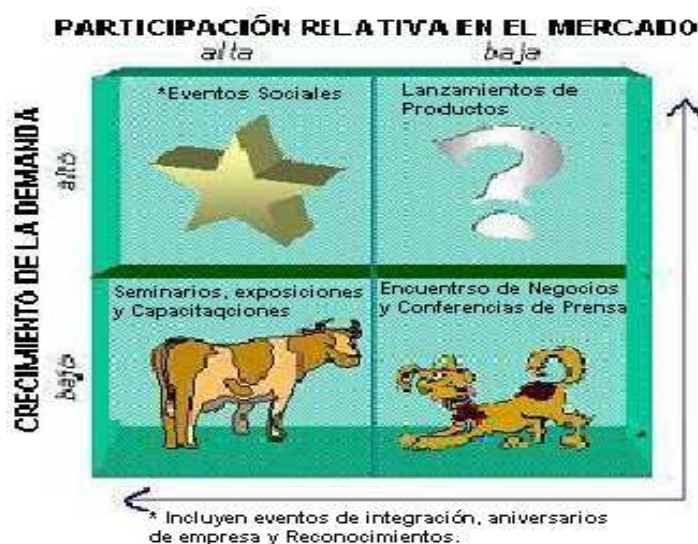 PARTICIPACIÓN RELATIVA EN EL MERCADO
alta
baja
CRECIMIENTO DE LA DEMANDA
alto
bajo
*Eventos Sociales
Lanzamientos de
Productos
Seminarios, exposiciones
y Capacitaqciones
Encuentrso de Negocios
y Conferencias de Prensa
* Incluyen eventos de integración, aniversarios
de empresa y Reconocimientos.